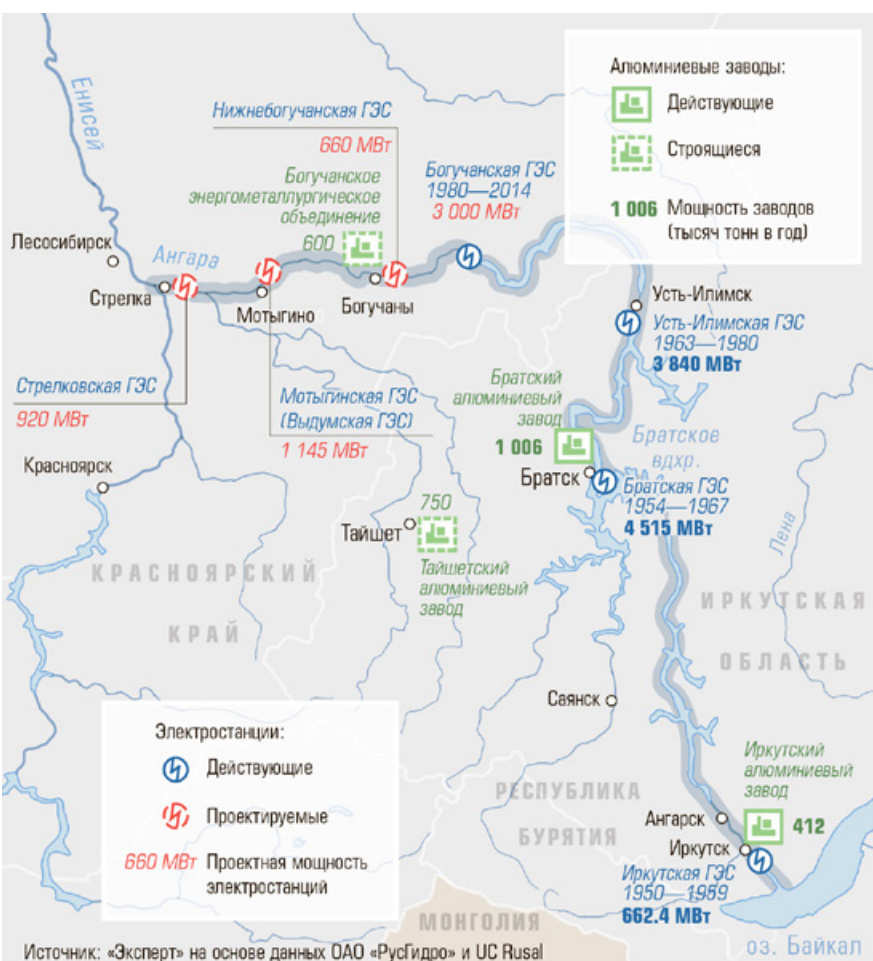 Енисей
Нижнебогучанская ГЭС
660 МВт
Богучанское
энергометаллургическое
объединение
600
Богучанская ГЭС
1980—2014
3 000 МВт
Алюминиевые заводы:
Действующие
Строящиеся
1 006 Мощность заводов
(тысяч тонн в год)
Лесосибирск
Ангара
Стрелка
Мотыгино
Богучаны
Усть-Илимск
Усть-Илимская ГЭС
1963—1980
3 840 МВт
Стрелковская ГЭС
920 МВт
Мотыгинская ГЭС
(Выдумская ГЭС)
1 145 МВт
Братский
алюминиевый
завод
1 006
Братское
вдхр.
Красноярск
Братск
Братская ГЭС
1954—1967
4 515 МВт
750
Тайшет
Тайшетский
алюминиевый
завод
Лена
КРАСНОЯРСКИЙ
КРАЙ
ИРКУТСКАЯ
ОБЛАСТЬ
Саянск
Электростанции:
Действующие
Проектируемые
660 МВт Проектная мощность
электростанций
РЕСПУБЛИКА
БУРЯТИЯ
Иркутский
алюминиевый
завод
412
Ангарск
Иркутск
Иркутская ГЭС
1950—1959
662.4 МВт
МОНГОЛИЯ
оз. Байкал
Источник: «Эксперт» на основе данных ОАО «РусГидро» и UC Rusal